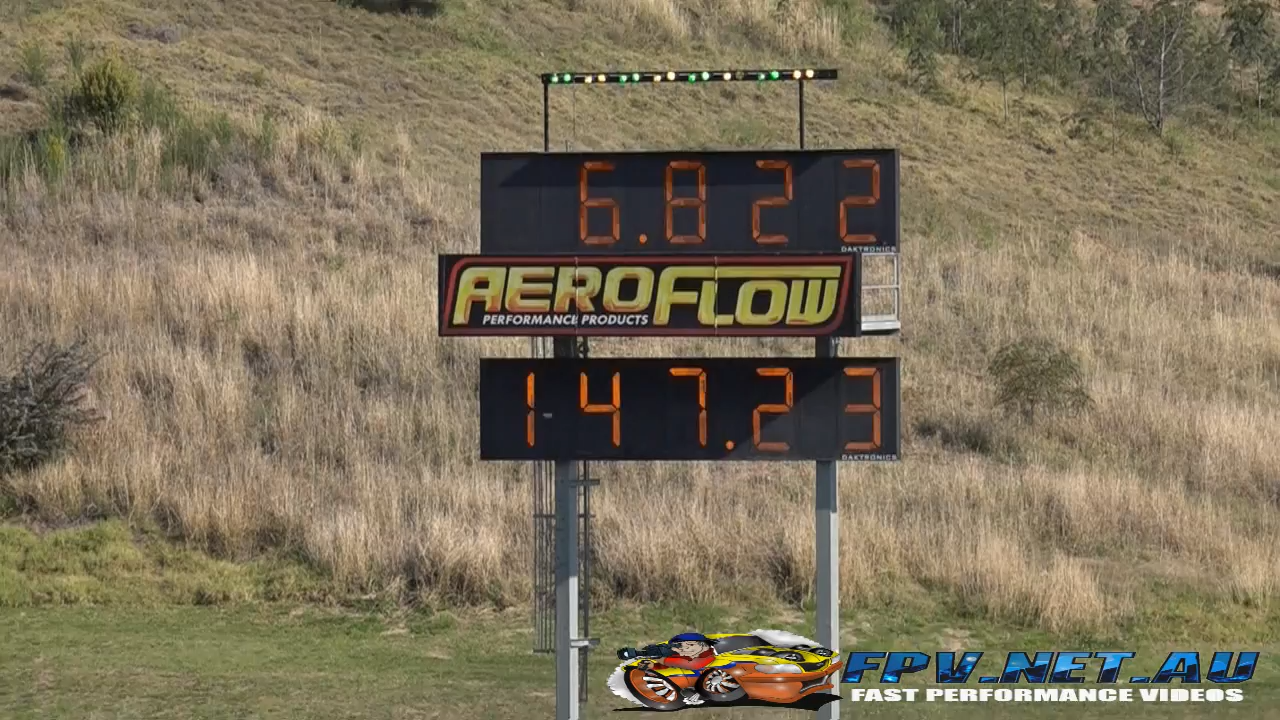 6.822
DAKTRONICS
AEROFLOW
PERFORMANCE PRODUCTS
147.23
DAKTRONICS
FPV.NET.AU
FAST PERFORMANCE VIDEOS